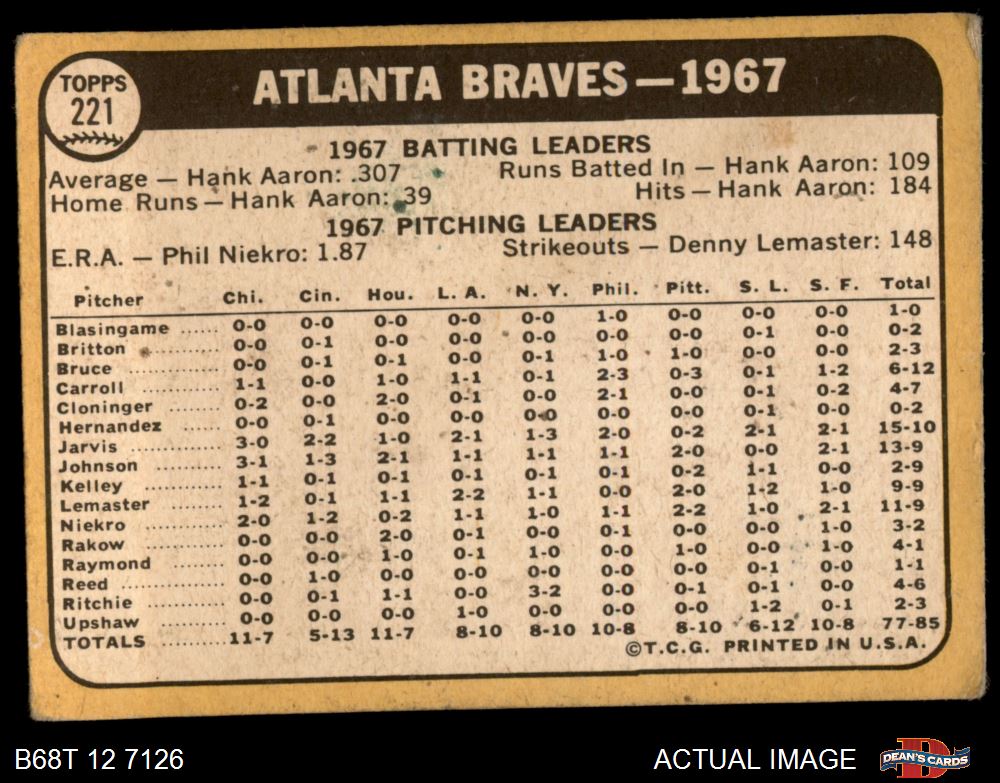 TOPPS
221
ATLANTA BRAVES—1967
1967 BATTING LEADERS
Average — Hank Aaron: .307 Runs Batted In — Hank Aaron: 109
Home Runs— Hank Aaron: 39 Hits — Hank Aaron: 184
1967 PITCHING LEADERS
E.R.A. — Phil Niekro: 1.87 Strikeouts — Denny Lemaster: 148
Pitcher Chi. Cin. Hou. L. A. N. Y. Phil. Pitt. S. L. S. F. Total
Blasingame ...... 0-0 0-0 0-0 0-0 0-0 1-0 0-0 0-0 0-0 1-0
Britton ............ 0-0 0-1 0-0 0-0 0-0 0-0 0-0 0-1 0-0 0-2
Bruce ............ 0-0 0-1 0-1 0-0 0-1 1-0 1-0 0-0 0-0 2-3
Carroll ............ 1-1 0-0 1-0 1-1 0-1 2-3 0-3 0-1 1-2 6-12
Cloninger ........ 0-2 0-0 2-0 0-1 0-0 2-1 0-0 0-1 0-2 4-7
Hernandez ...... 0-0 0-1 0-0 0-0 0-0 0-0 0-0 0-1 0-0 0-2
Jarvis ............ 3-0 2-2 1-0 2-1 1-3 2-0 0-2 2-1 2-1 15-10
Johnson .......... 3-1 1-3 2-1 1-1 1-1 1-1 2-0 0-0 2-1 13-9
Kelley ............ 1-1 0-1 0-1 0-1 0-1 0-1 0-2 1-1 0-0 2-9
Lemaster ........ 1-2 0-1 1-1 2-2 1-1 0-0 2-0 1-2 1-0 9-9
Niekro ............ 2-0 1-2 0-2 1-1 1-0 1-1 2-2 1-0 2-1 11-9
Rakow ............ 0-0 0-0 2-0 0-1 0-0 0-1 0-0 0-0 1-0 3-2
Raymond ........ 0-0 0-0 1-0 0-1 1-0 0-0 1-0 0-0 1-0 4-1
Reed ............ 0-0 1-0 0-0 0-0 0-0 0-0 0-0 0-1 0-0 1-1
Ritchie ............ 0-0 0-1 1-1 0-0 3-2 0-0 0-1 0-1 0-0 4-6
Upshaw .......... 0-0 0-0 0-0 1-0 0-0 0-0 0-0 1-2 0-1 2-3
TOTALS .......... 11-7 5-13 11-7 8-10 8-10 10-8 8-10 6-12 10-8 77-85
©T.C.G. PRINTED IN U.S.A.
B68T 12 7126 ACTUAL IMAGE DEAN'S CARDS